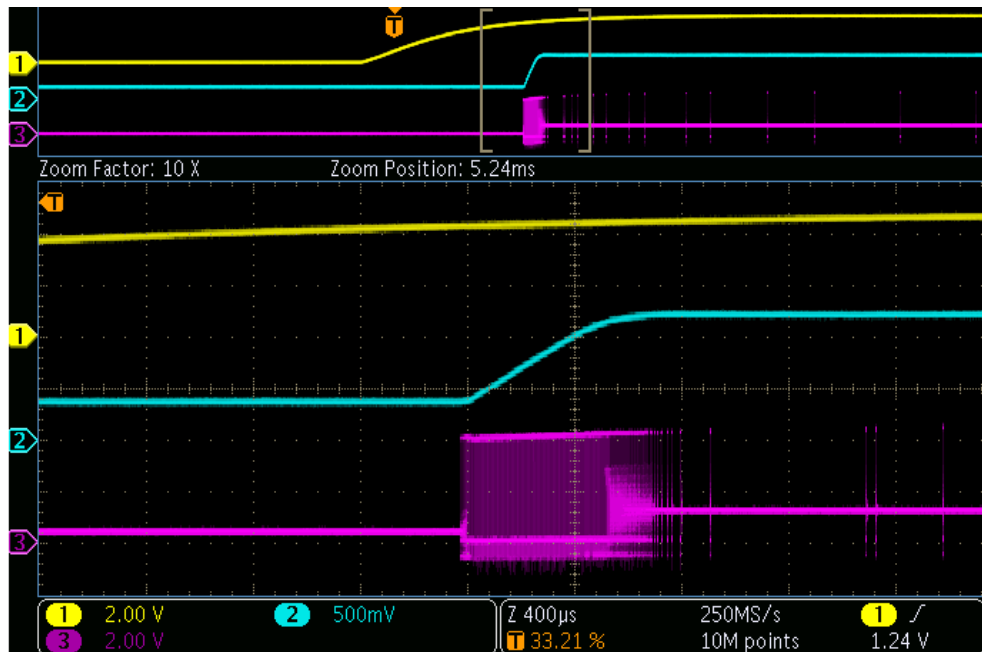 T
1
2
3
Zoom Factor: 10 X Zoom Position: 5.24ms
T
1
2
3
1 2.00 V 2 500mV Z 400µs 250MS/s 1 /
3 2.00 V T 33.21 % 10M points 1.24 V